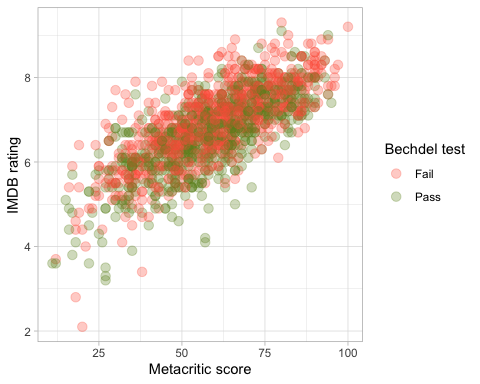 8
6
4
2
IMDB rating
25 50 75 100
Metacritic score
Bechdel test
Fail
Pass